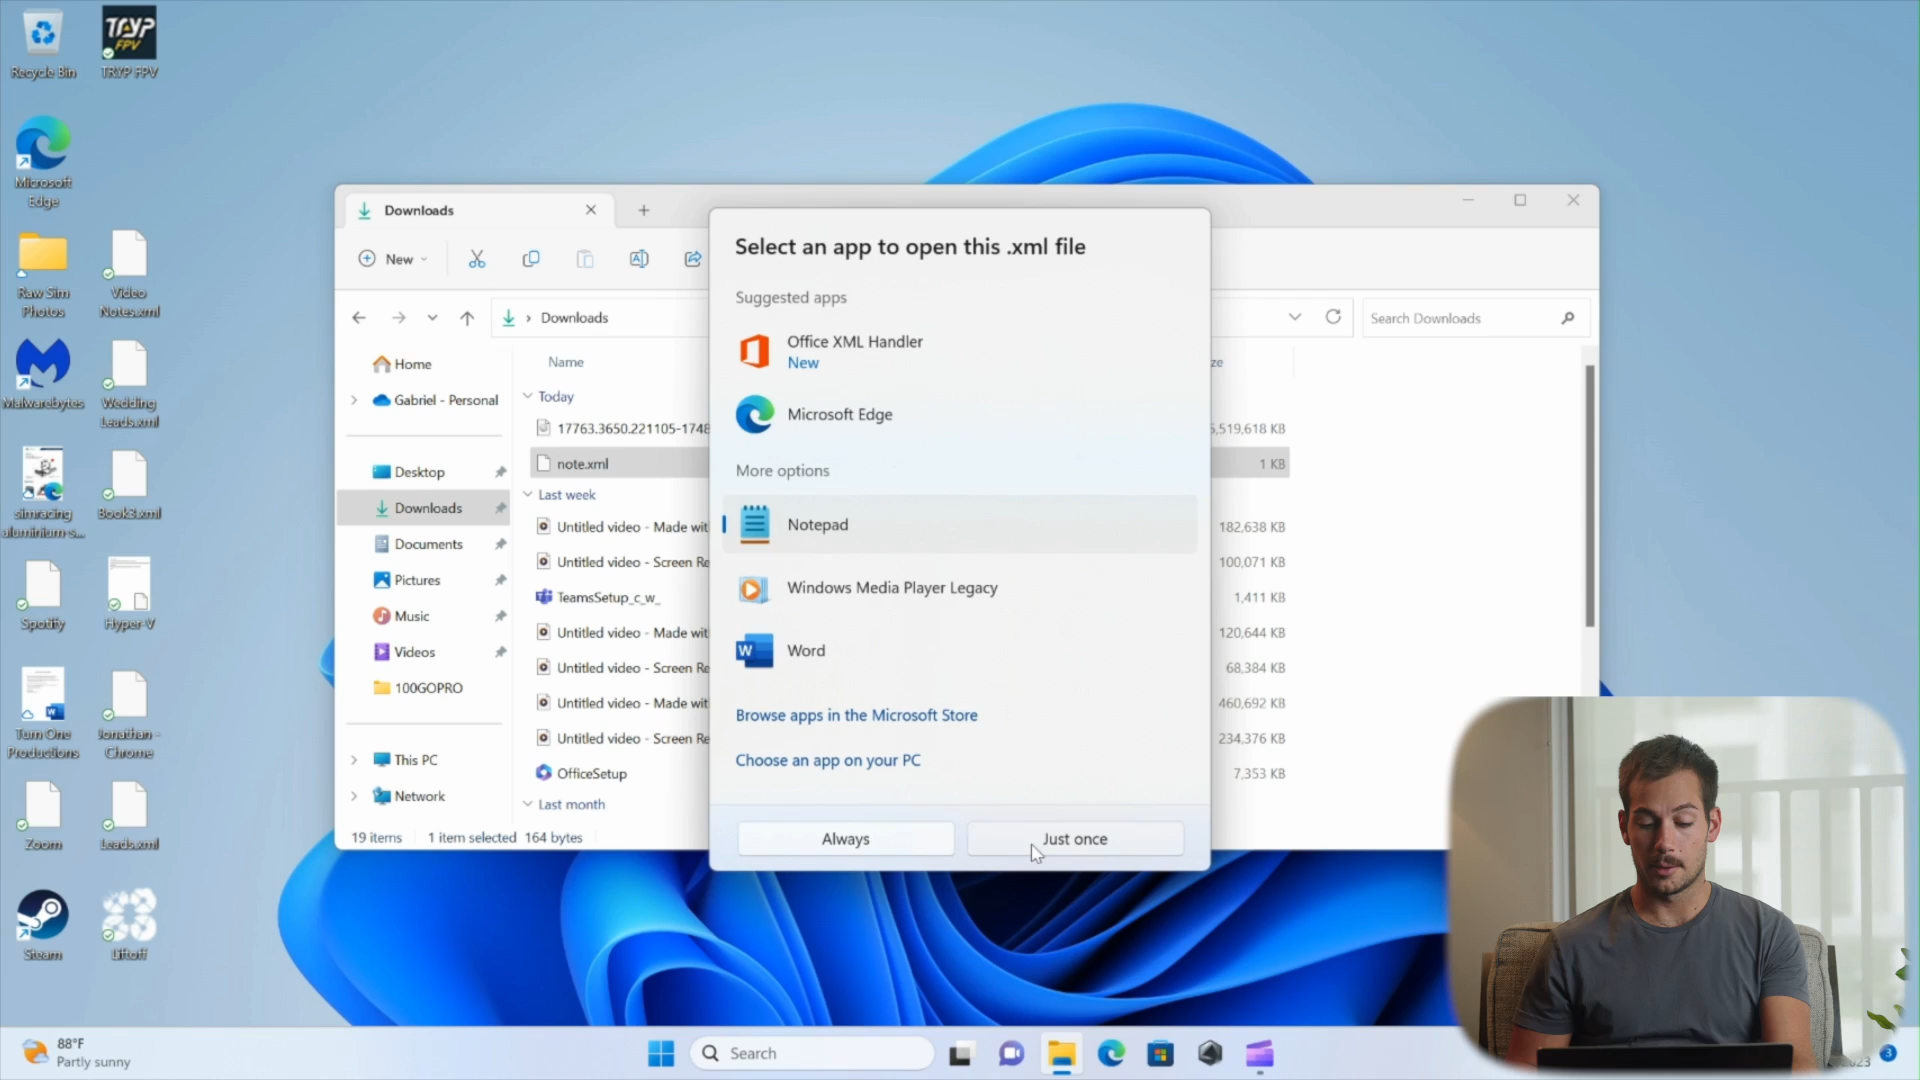 Recycle Bin
TRYP FPV
TRYP
FPV
Microsoft
Edge
Raw Sim
Photos
Video
Notes.xml
Malwarebytes
Wedding
Leads.xml
simracing
aluminium-s...
Book3.xml
Spotify
Hyper-V
Turn One
Productions
Jonathan -
Chrome
Zoom
Leads.xml
Steam
Liftoff
Downloads
New
Downloads
Search Downloads
Home
Gabriel - Personal
Desktop
Downloads
Documents
Pictures
Music
Videos
100GOPRO
This PC
Network
Name
ze
Today
17763.3650.221105-1748
5,519,618 KB
note.xml
1 KB
Last week
Untitled video - Made wit
182,638 KB
Untitled video - Screen Re
100,071 KB
TeamsSetup_c_w_
1,411 KB
Untitled video - Made wit
120,644 KB
Untitled video - Screen Re
68,384 KB
Untitled video - Made wit
460,692 KB
Untitled video - Screen Re
234,376 KB
OfficeSetup
7,353 KB
Last month
19 items
1 item selected 164 bytes
Select an app to open this .xml file
Suggested apps
Office XML Handler
New
Microsoft Edge
More options
Notepad
Windows Media Player Legacy
W
Word
Browse apps in the Microsoft Store
Choose an app on your PC
Always
Just once
88°F
Partly sunny
Search
2023
3